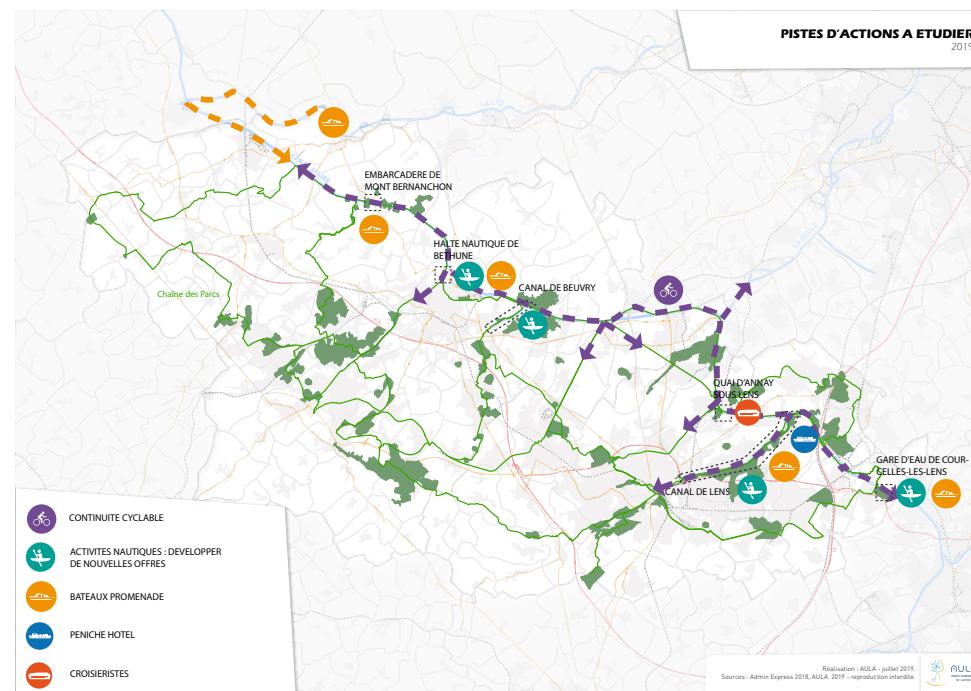 PISTES D'ACTIONS A ETUDIER
2019
LA LYS
EMBARCADERE DE
MONT BERNANCHON
HALTE NAUTIQUE DE
BETHUNE
CANAL DE BEUVRY
Chaîne des Parcs
QUAI D'ANNAY
SOUS LENS
GARE D'EAU DE COUR-
CELLES-LES-LENS
CANAL DE LENS
CONTINUITE CYCLABLE
ACTIVITES NAUTIQUES : DEVELOPPER
DE NOUVELLES OFFRES
BATEAUX PROMENADE
PENICHE HOTEL
CROISIERISTES
Réalisation : AULA - juillet 2019.
Sources : Admin Express 2018, AULA 2019 - reproduction interdite.